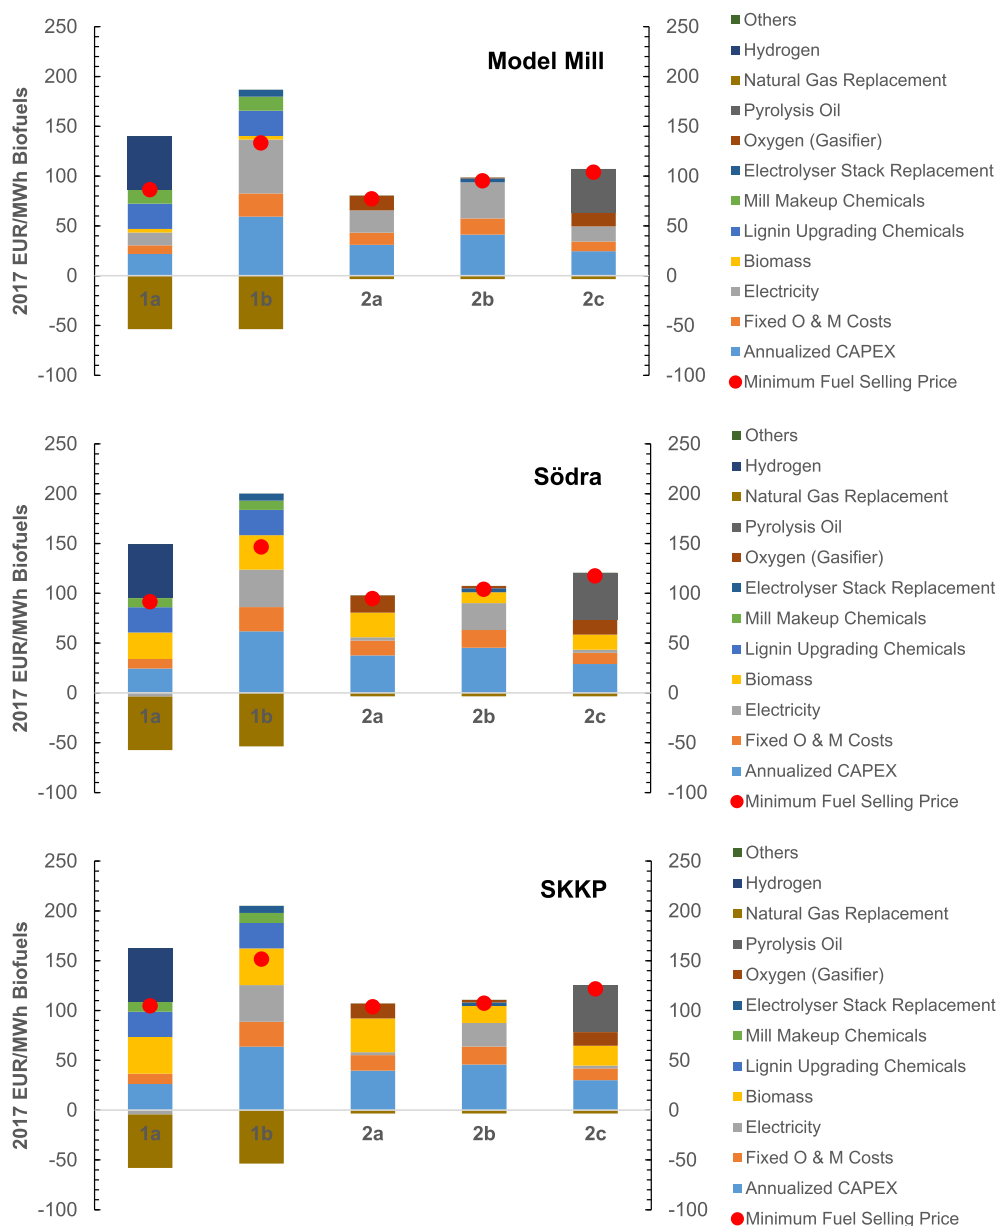 Model Mill
2017 EUR/MWh Biofuels
250 250
200 200
150 150
100 100
50 50
0 0
-50 -50
-100 -100
1a 1b 2a 2b 2c
Others
Hydrogen
Natural Gas Replacement
Pyrolysis Oil
Oxygen (Gasifier)
Electrolyser Stack Replacement
Mill Makeup Chemicals
Lignin Upgrading Chemicals
Biomass
Electricity
Fixed O & M Costs
Annualized CAPEX
Minimum Fuel Selling Price
Södra
2017 EUR/MWh Biofuels
250 250
200 200
150 150
100 100
50 50
0 0
-50 -50
-100 -100
1a 1b 2a 2b 2c
Others
Hydrogen
Natural Gas Replacement
Pyrolysis Oil
Oxygen (Gasifier)
Electrolyser Stack Replacement
Mill Makeup Chemicals
Lignin Upgrading Chemicals
Biomass
Electricity
Fixed O & M Costs
Annualized CAPEX
Minimum Fuel Selling Price
SKKP
2017 EUR/MWh Biofuels
250 250
200 200
150 150
100 100
50 50
0 0
-50 -50
-100 -100
1a 1b 2a 2b 2c
Others
Hydrogen
Natural Gas Replacement
Pyrolysis Oil
Oxygen (Gasifier)
Electrolyser Stack Replacement
Mill Makeup Chemicals
Lignin Upgrading Chemicals
Biomass
Electricity
Fixed O & M Costs
Annualized CAPEX
Minimum Fuel Selling Price